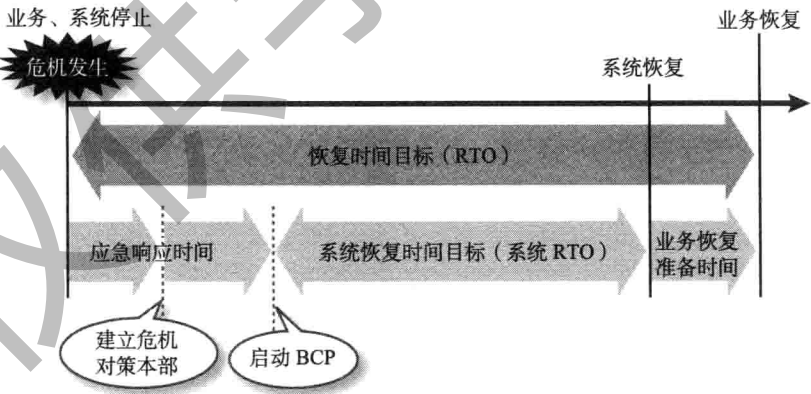 业务、系统停止
业务恢复
危机发生
系统恢复
恢复时间目标（RTO）
应急响应时间
系统恢复时间目标（系统 RTO）
业务恢复
准备时间
建立危机
对策本部
启动 BCP